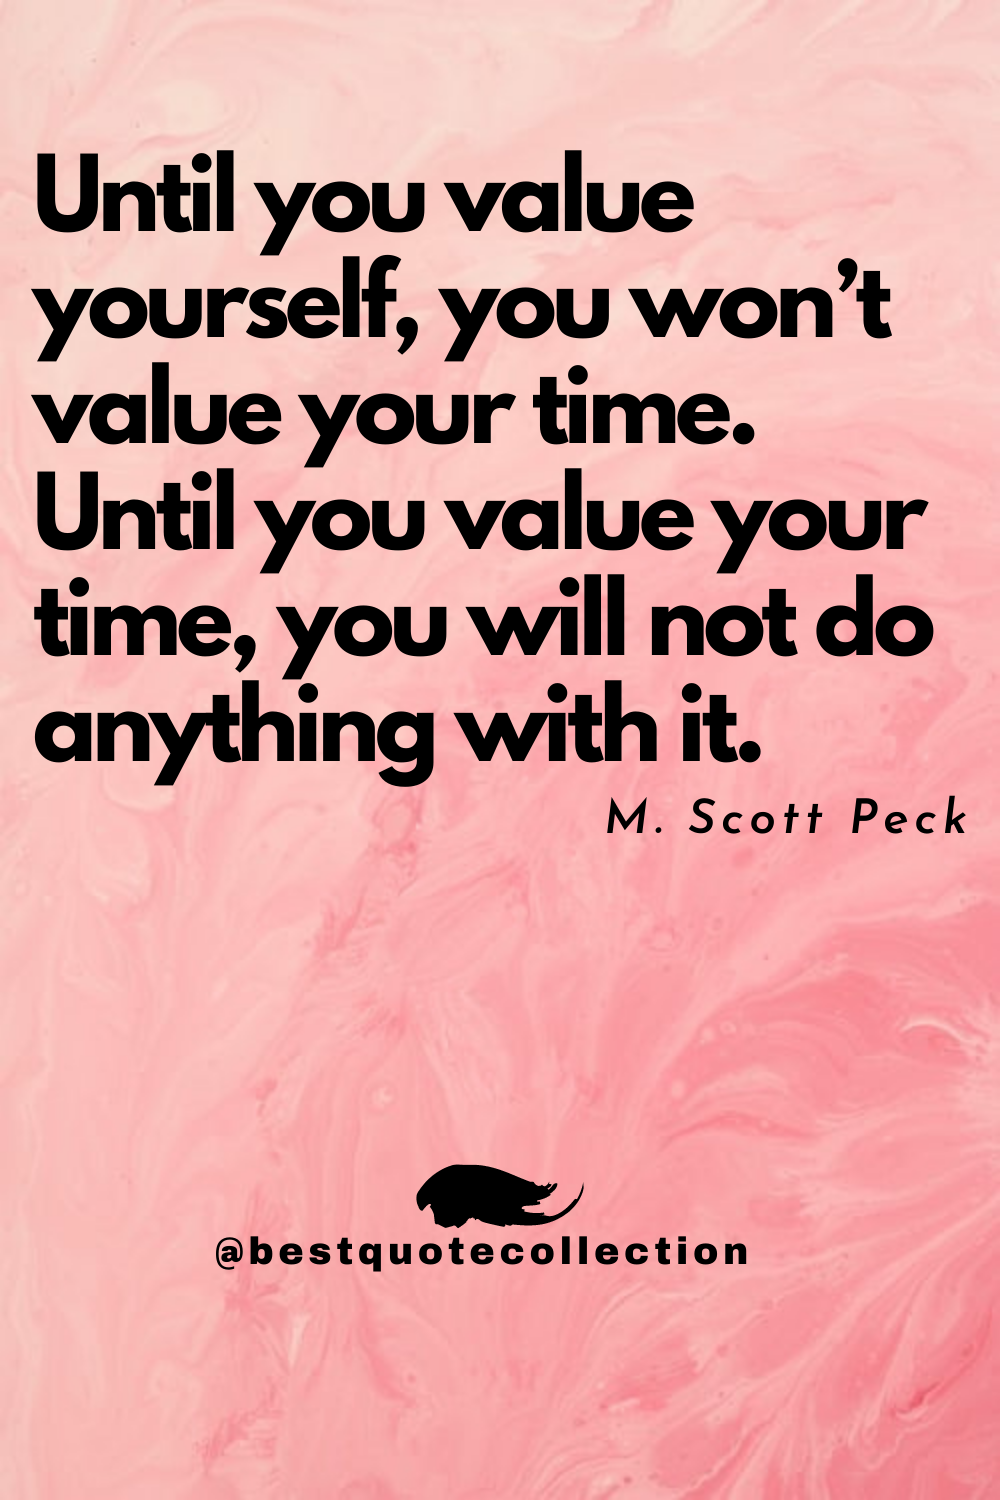 Until you value
yourself, you won’t
value your time.
Until you value your
time, you will not do
anything with it.
M. Scott Peck
@bestquotecollection